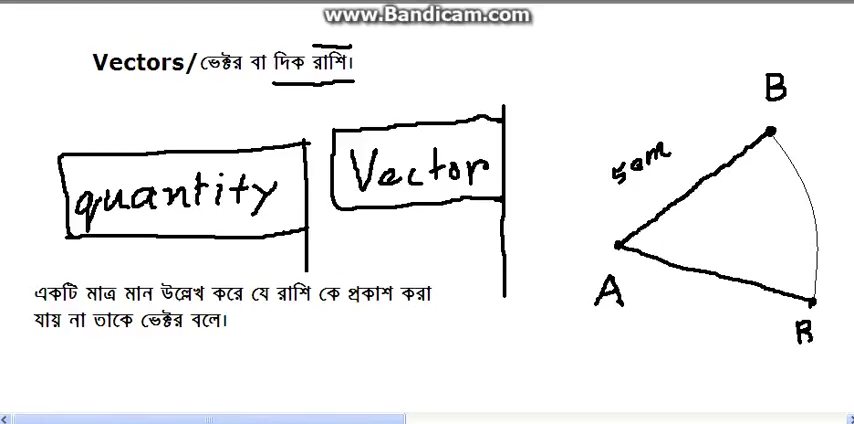 www.Bandicam.com
Vectors/ভেক্টর বা দিক রাশি।
quantity
Vector
একটি মাত্র মান উল্লেখ করে যে রাশি কে প্রকাশ করা
যায় না তাকে ভেক্টর বলে।
B
5cm
A
B